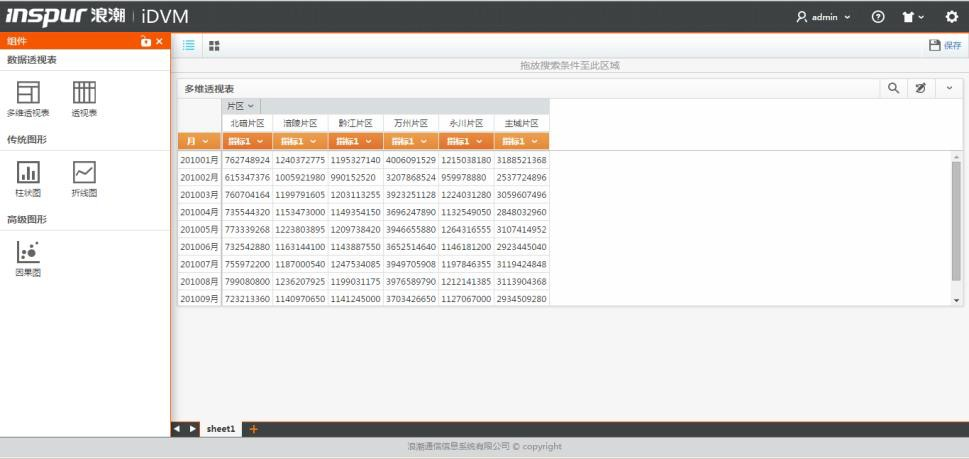 inspur 浪潮 iDVM admin
组件
保存
数据透视表
拖放搜索条件至此区域
多维透视表 透视表
传统图形
柱状图 折线图
高级图形
因果图
多维透视表
片区
北碚片区 涪陵片区 黔江片区 万州片区 永川片区 主城片区
月 指标1 指标1 指标1 指标1 指标1 指标1
201001月 762748924 1240372775 1195327140 4006091529 1215038180 3188521368
201002月 615347376 1005921980 990152520 3207868524 959978880 2537724896
201003月 760704164 1199791605 1203113255 3923251128 1224031280 3059607496
201004月 735544320 1153473000 1149354150 3696247890 1132549050 2848032960
201005月 773339268 1223803895 1209738420 3946655880 1264316555 3107414952
201006月 732542880 1163144100 1143887550 3652514640 1146181200 2923445040
201007月 755972200 1187000540 1247534085 3949705908 1197846355 3119424848
201008月 799080800 1236207925 1199031175 3976589790 1212141385 3113904368
201009月 723213360 1140970650 1141245000 3703426650 1127067000 2934509280
sheet1 +
浪潮通信信息系统有限公司 © copyright